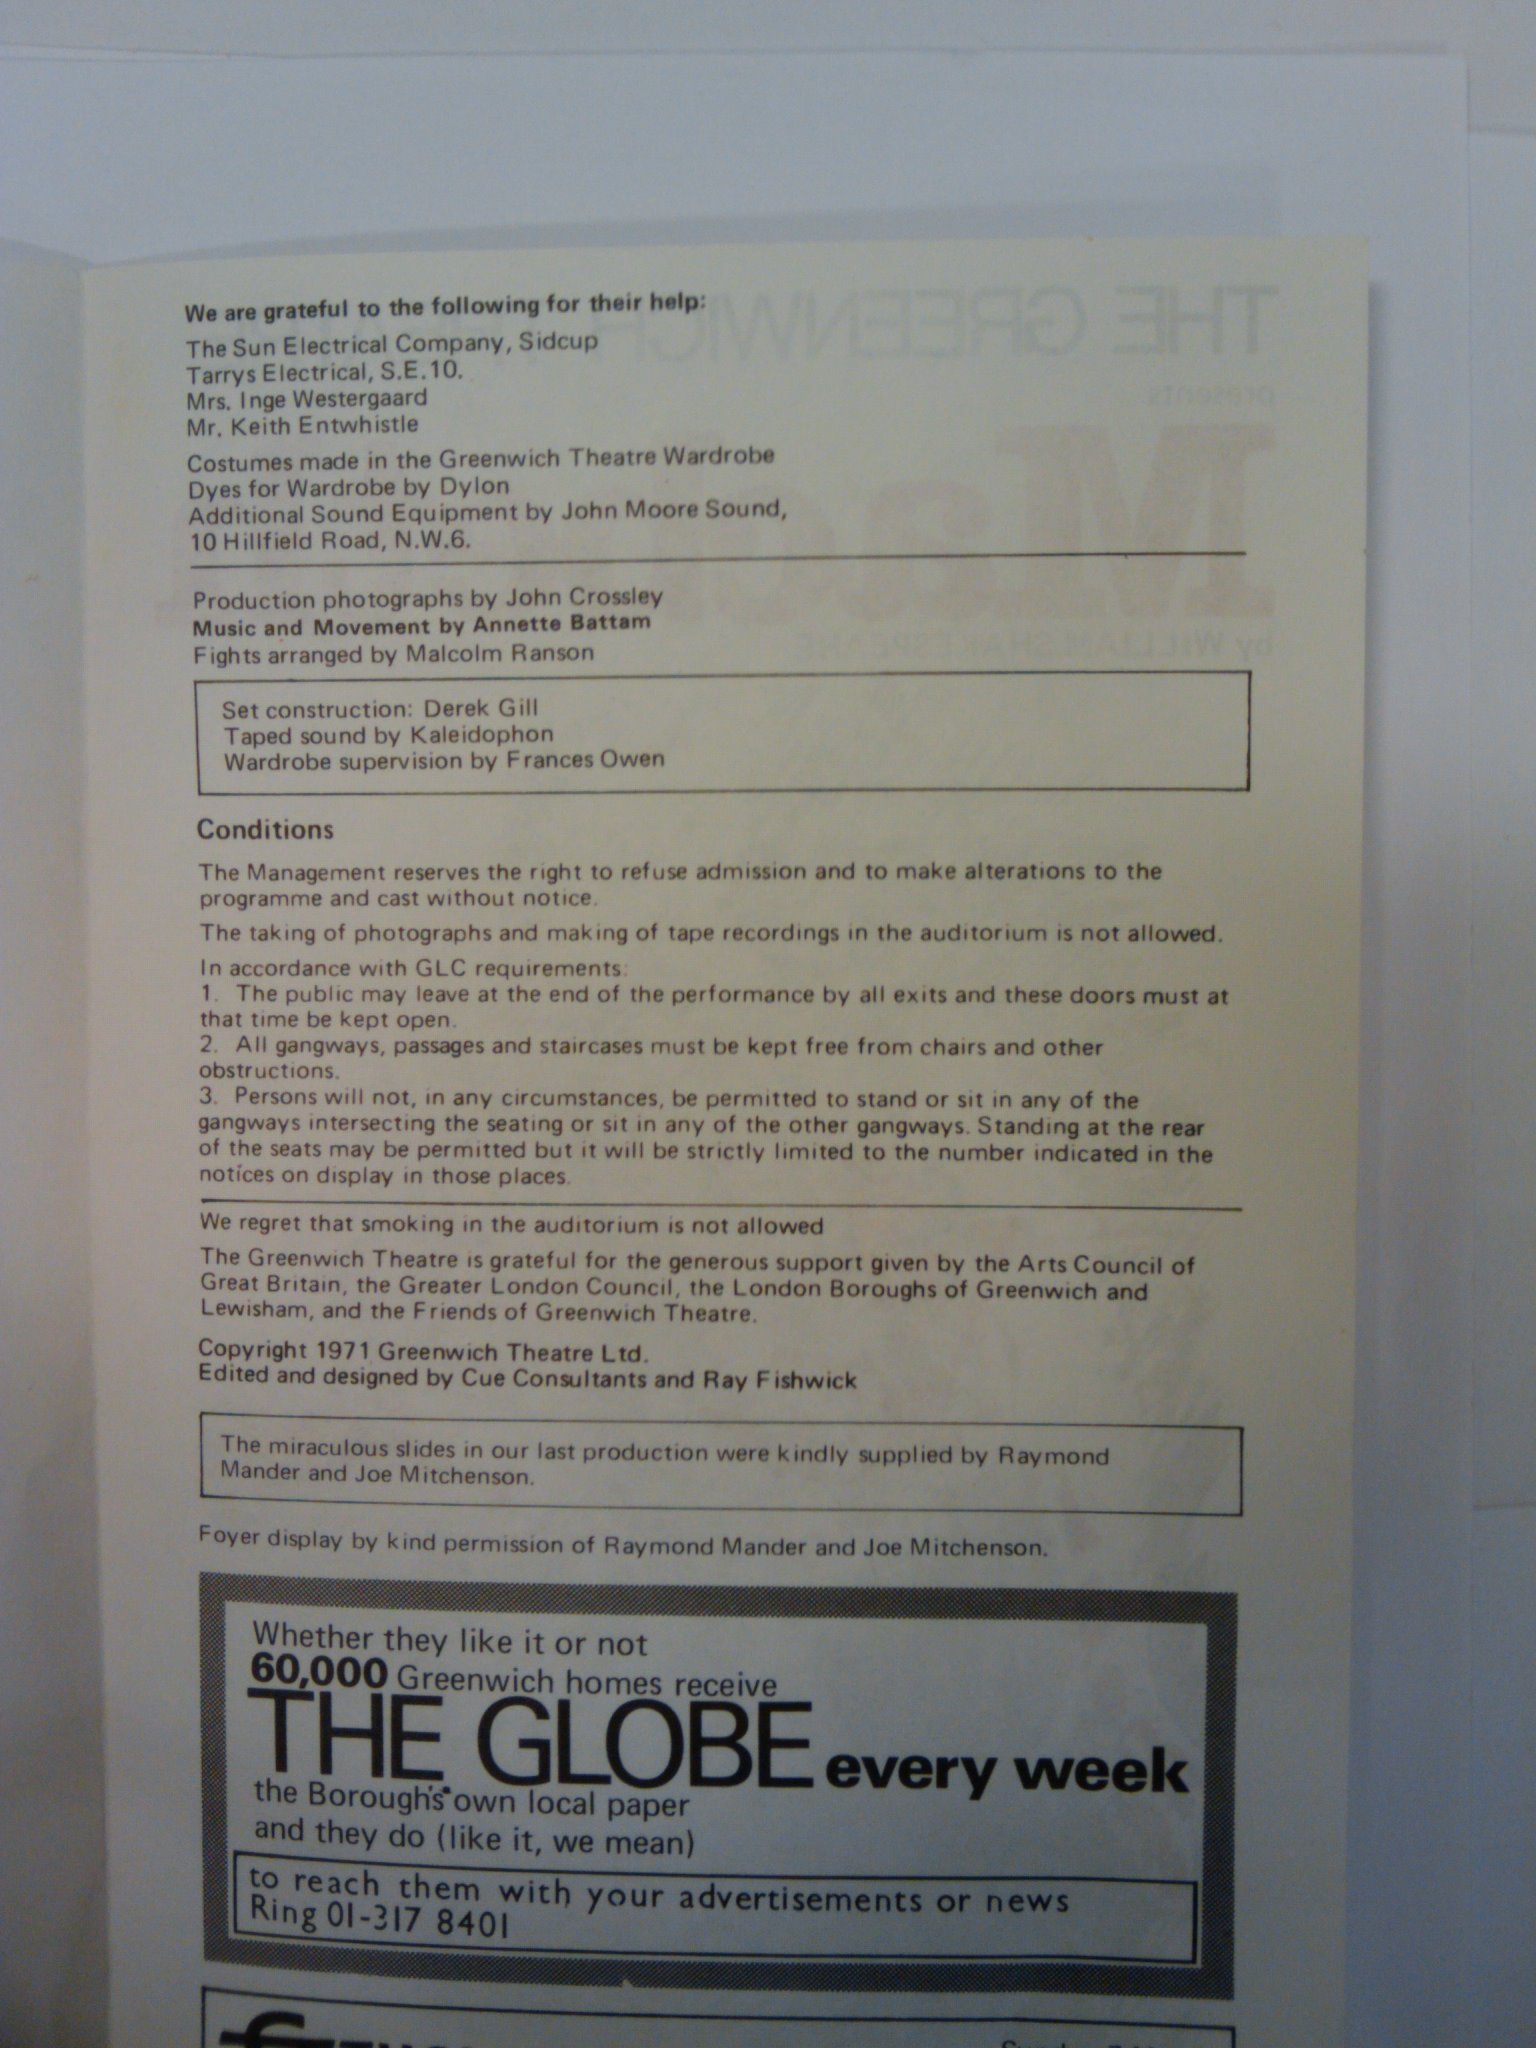 We are grateful to the following for their help:
The Sun Electrical Company, Sidcup
Tarrys Electrical, S.E.10.
Mrs. Inge Westergaard
Mr. Keith Entwhistle
Costumes made in the Greenwich Theatre Wardrobe
Dyes for Wardrobe by Dylon
Additional Sound Equipment by John Moore Sound,
10 Hillfield Road, N.W.6.
Production photographs by John Crossley
Music and Movement by Annette Battam
Fights arranged by Malcolm Ranson
Set construction: Derek Gill
Taped sound by Kaleidophon
Wardrobe supervision by Frances Owen
Conditions
The Management reserves the right to refuse admission and to make alterations to the
programme and cast without notice.
The taking of photographs and making of tape recordings in the auditorium is not allowed.
In accordance with GLC requirements:
1. The public may leave at the end of the performance by all exits and these doors must at
that time be kept open.
2. All gangways, passages and staircases must be kept free from chairs and other
obstructions.
3. Persons will not, in any circumstances, be permitted to stand or sit in any of the
gangways intersecting the seating or sit in any of the other gangways. Standing at the rear
of the seats may be permitted but it will be strictly limited to the number indicated in the
notices on display in those places.
We regret that smoking in the auditorium is not allowed
The Greenwich Theatre is grateful for the generous support given by the Arts Council of
Great Britain, the Greater London Council, the London Boroughs of Greenwich and
Lewisham, and the Friends of Greenwich Theatre.
Copyright 1971 Greenwich Theatre Ltd.
Edited and designed by Cue Consultants and Ray Fishwick
The miraculous slides in our last production were kindly supplied by Raymond
Mander and Joe Mitchenson.
Foyer display by kind permission of Raymond Mander and Joe Mitchenson.
Whether they like it or not
60,000 Greenwich homes receive
THE GLOBE every week
the Borough's own local paper
and they do (like it, we mean)
to reach them with your advertisements or news
Ring 01-317 8401